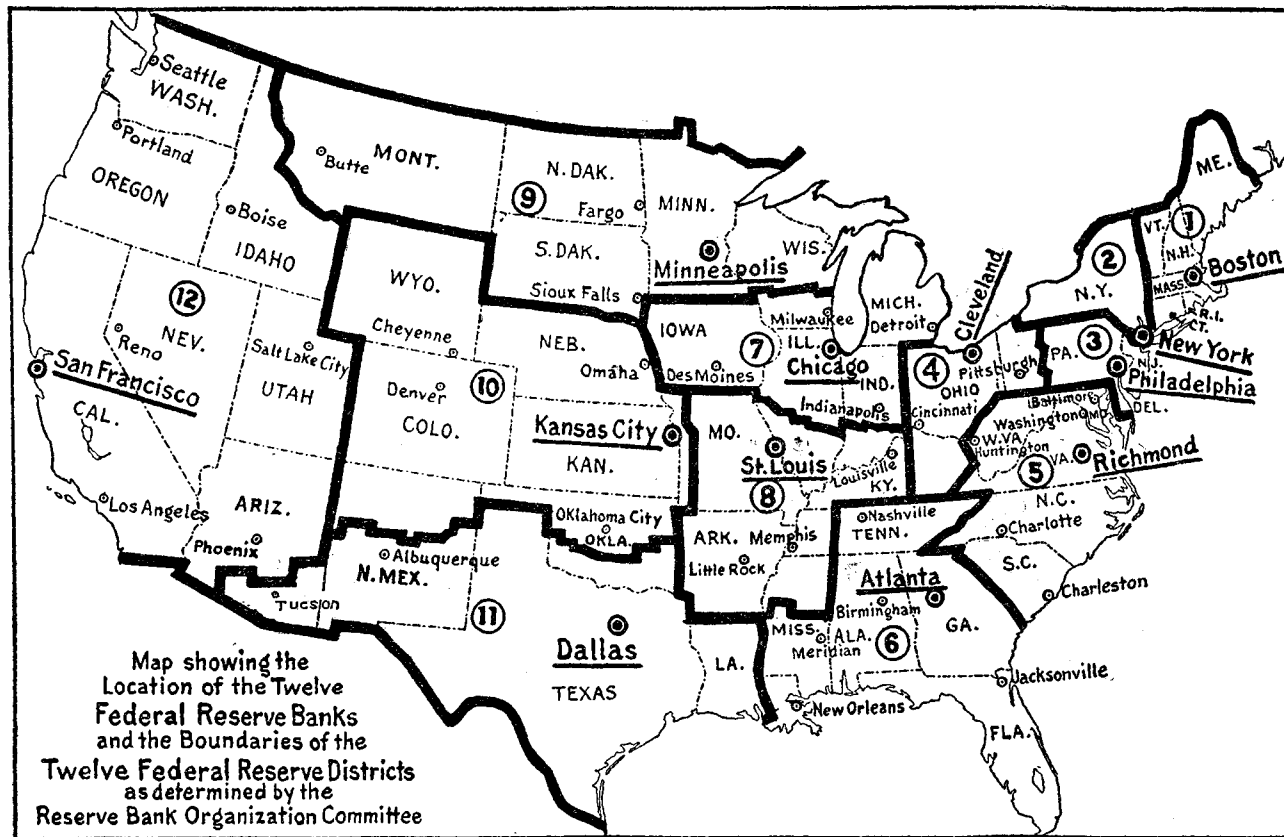 Seattle
WASH.
Portland
OREGON
Boise
IDAHO
12
NEV.
Reno
San Francisco
CAL.
Los Angeles
Salt Lake City
UTAH
ARIZ.
Phoenix
Tucson
MONT.
Butte
N. DAK.
9
Fargo
S. DAK.
Sioux Falls
MINN.
Minneapolis
WIS.
WYO.
Cheyenne
NEB.
Omáha
10
Denver
COLO.
Kansas City
KAN.
Oklahoma City
OKLA.
Albuquerque
N. MEX.
11
Dallas
TEXAS
LA.
IOWA
Des Moines
7
Milwaukee
ILL.
Chicago
MICH.
Detroit
IND.
Indianapolis
MO.
St. Louis
8
Louisville
KY.
ARK.
Memphis
Little Rock
Cleveland
4
OHIO
Pittsburgh
Cincinnati
ME.
VT.
1
N.H.
Boston
MASS.
R.I.
CT.
2
N.Y.
New York
PA.
3
N.J.
Philadelphia
Baltimore
DEL.
Washington
MD.
W.VA.
Huntington
VA.
Richmond
5
N.C.
Charlotte
S.C.
Charleston
Nashville
TENN.
Atlanta
Birmingham
GA.
MISS.
Meridian
ALA.
6
Jacksonville
New Orleans
FLA.
Map showing the
Location of the Twelve
Federal Reserve Banks
and the Boundaries of the
Twelve Federal Reserve Districts
as determined by the
Reserve Bank Organization Committee